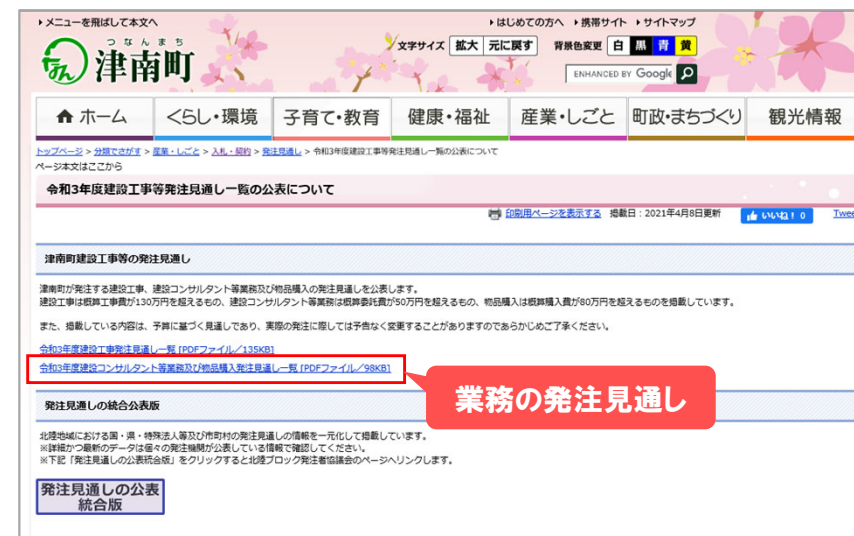 メニューを飛ばして本文へ
はじめての方へ 携帯サイト サイトマップ
つなんまち
津南町
文字サイズ 拡大 元に戻す 背景色変更 白 黒 青 黄
ENHANCED BY Google
ホーム くらし・環境 子育て・教育 健康・福祉 産業・しごと 町政・まちづくり 観光情報
トップページ > 分類でさがす > 産業・しごと > 入札・契約 > 発注見通し > 令和3年度建設工事等発注見通し一覧の公表について
ページ本文はここから
令和3年度建設工事等発注見通し一覧の公表について
印刷用ページを表示する 掲載日：2021年4月8日更新 いいね！ 0 Twee
津南町建設工事等の発注見通し
津南町が発注する建設工事、建設コンサルタント等業務及び物品購入の発注見通しを公表します。
建設工事は概算工事費が130万円を超えるもの、建設コンサルタント等業務は概算委託費が50万円を超えるもの、物品購入は概算購入費が80万円を超えるものを掲載しています。
また、掲載している内容は、予算に基づく見通しであり、実際の発注に際しては予告なく変更することがありますのであらかじめご了承ください。
令和3年度建設工事発注見通し一覧 [PDFファイル／135KB]
令和3年度建設コンサルタント等業務及び物品購入発注見通し一覧 [PDFファイル／98KB]
業務の発注見通し
発注見通しの統合公表版
北陸地域における国・県・特殊法人等及び市町村の発注見通しの情報を一元化して掲載しています。
※詳細かつ最新のデータは個々の発注機関が公表している情報で確認してください。
※下記「発注見通しの公表統合版」をクリックすると北陸ブロック発注者協議会のページへリンクします。
発注見通しの公表
統合版